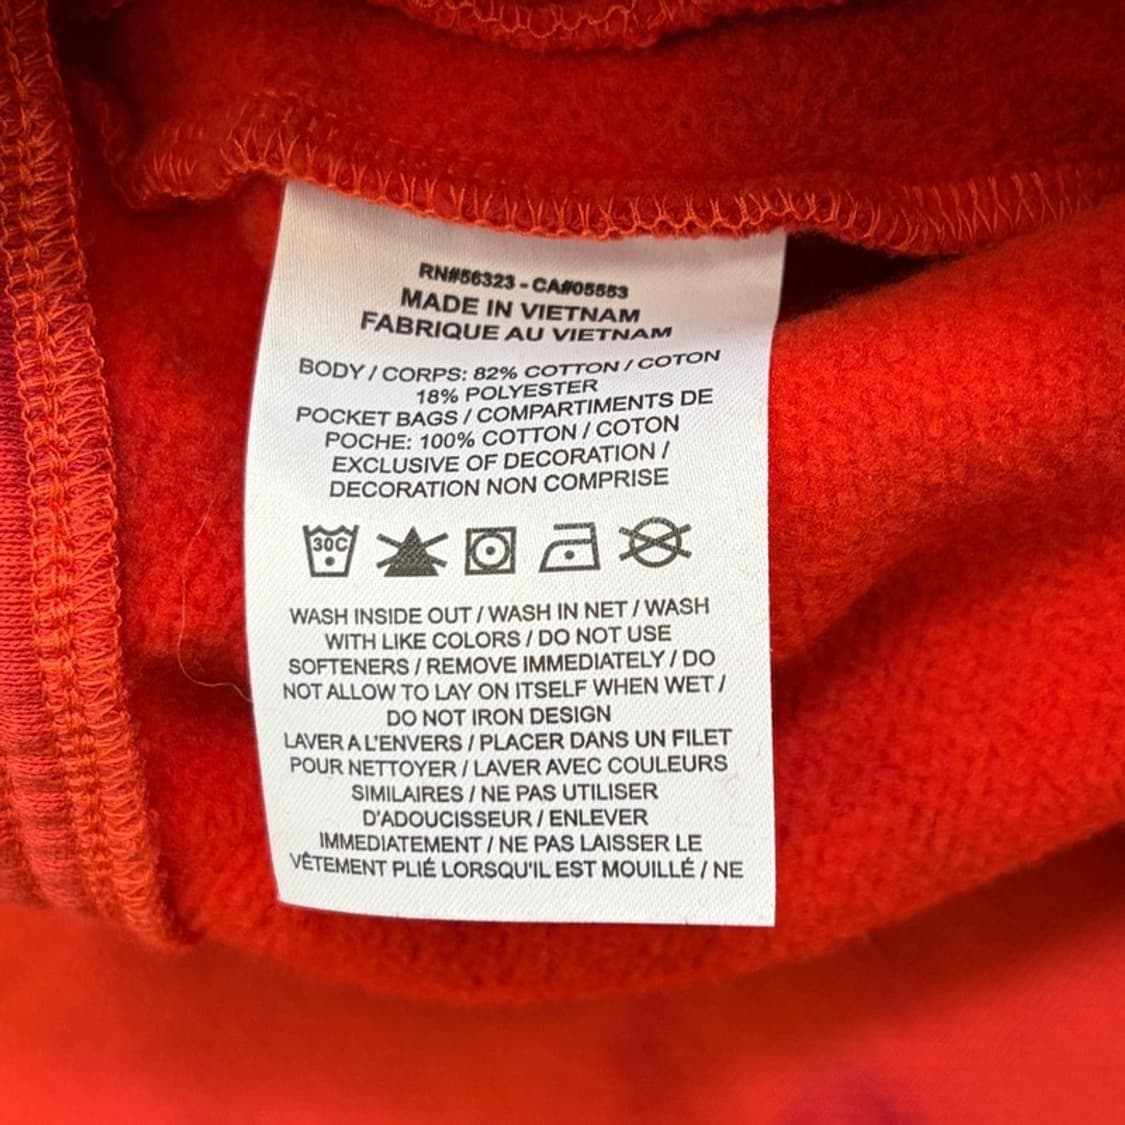 RN#56323 - CA#05553
MADE IN VIETNAM
FABRIQUE AU VIETNAM
BODY / CORPS: 82% COTTON / COTON
18% POLYESTER
POCKET BAGS / COMPARTIMENTS DE
POCHE: 100% COTTON / COTON
EXCLUSIVE OF DECORATION /
DECORATION NON COMPRISE
30C
WASH INSIDE OUT / WASH IN NET / WASH
WITH LIKE COLORS / DO NOT USE
SOFTENERS / REMOVE IMMEDIATELY / DO
NOT ALLOW TO LAY ON ITSELF WHEN WET /
DO NOT IRON DESIGN
LAVER A L'ENVERS / PLACER DANS UN FILET
POUR NETTOYER / LAVER AVEC COULEURS
SIMILAIRES / NE PAS UTILISER
D'ADOUCISSEUR / ENLEVER
IMMEDIATEMENT / NE PAS LAISSER LE
VÊTEMENT PLIÉ LORSQU'IL EST MOUILLÉ / NE